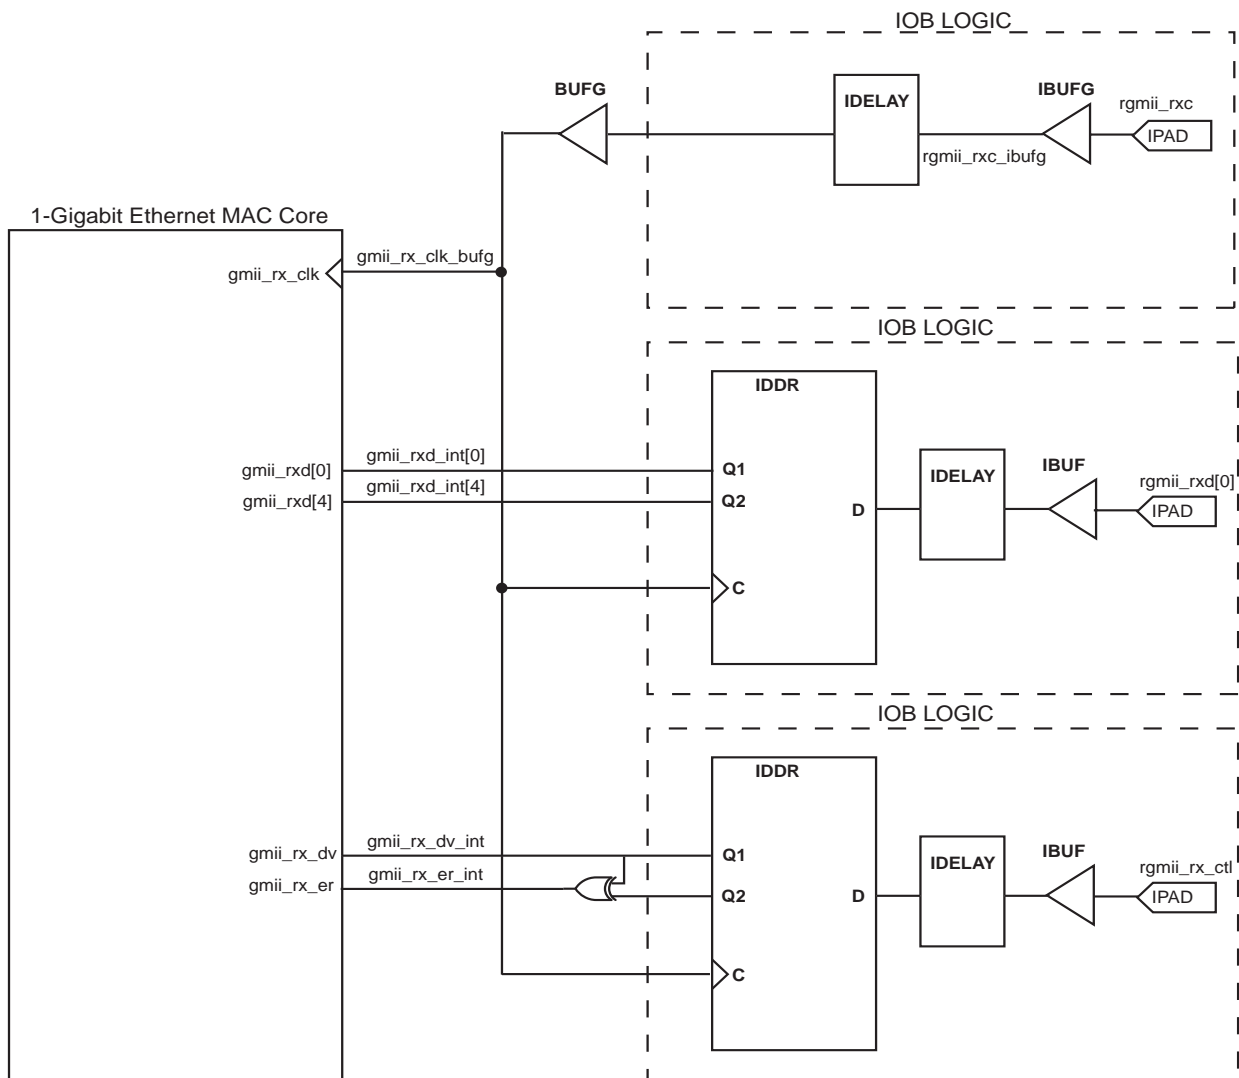 IOB LOGIC
BUFG
IDELAY
IBUFG
rgmii_rxc
IPAD
rgmii_rxc_ibufg
1-Gigabit Ethernet MAC Core
gmii_rx_clk
gmii_rx_clk_bufg
IOB LOGIC
IDDR
gmii_rxd[0]
gmii_rxd_int[0]
Q1
gmii_rxd[4]
gmii_rxd_int[4]
Q2
D
C
IDELAY
IBUF
rgmii_rxd[0]
IPAD
IOB LOGIC
IDDR
gmii_rx_dv
gmii_rx_dv_int
Q1
gmii_rx_er
gmii_rx_er_int
Q2
D
C
IDELAY
IBUF
rgmii_rx_ctl
IPAD